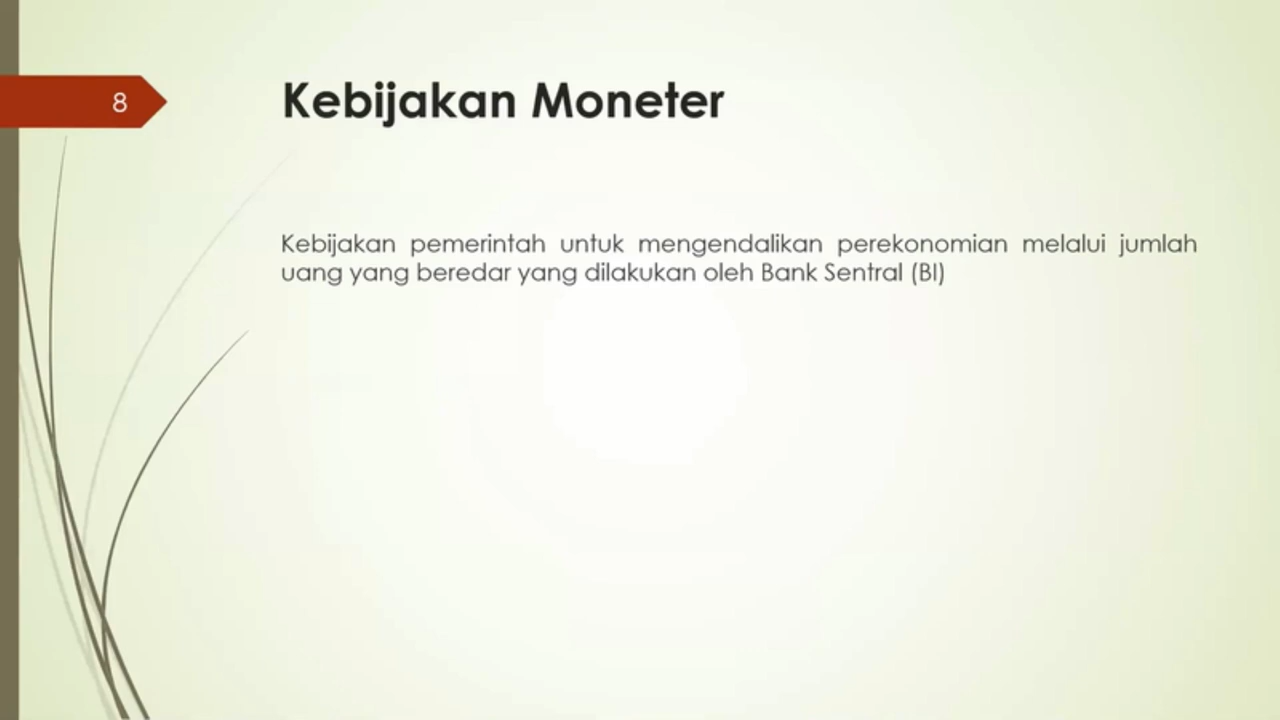 8
Kebijakan Moneter
Kebijakan pemerintah untuk mengendalikan perekonomian melalui jumlah
uang yang beredar yang dilakukan oleh Bank Sentral (BI)